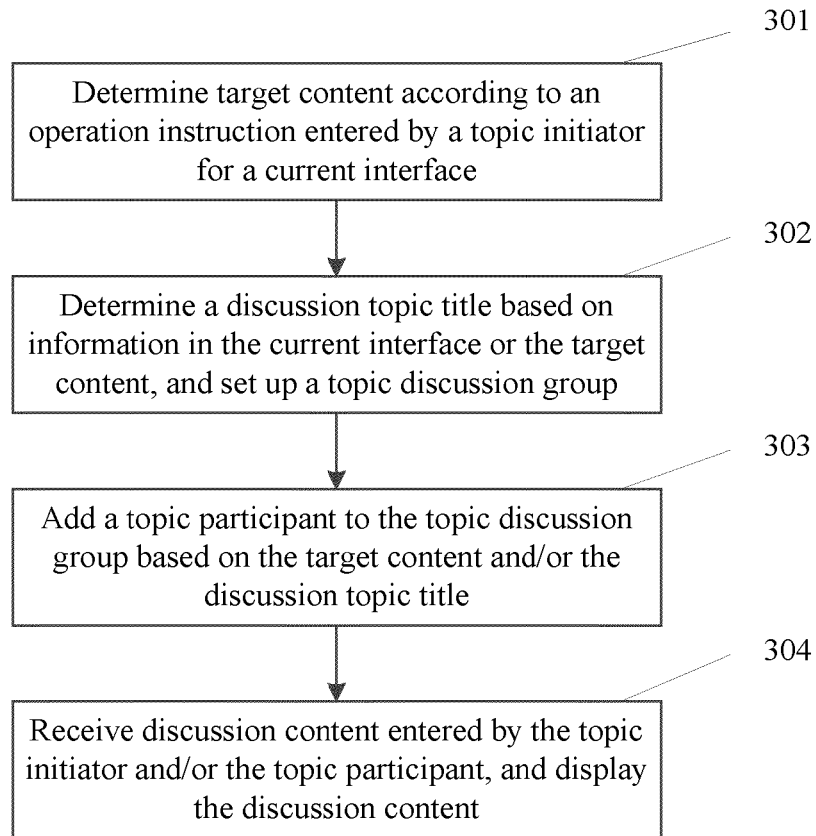 301
Determine target content according to an
operation instruction entered by a topic initiator
for a current interface
302
Determine a discussion topic title based on
information in the current interface or the target
content, and set up a topic discussion group
303
Add a topic participant to the topic discussion
group based on the target content and/or the
discussion topic title
304
Receive discussion content entered by the topic
initiator and/or the topic participant, and display
the discussion content